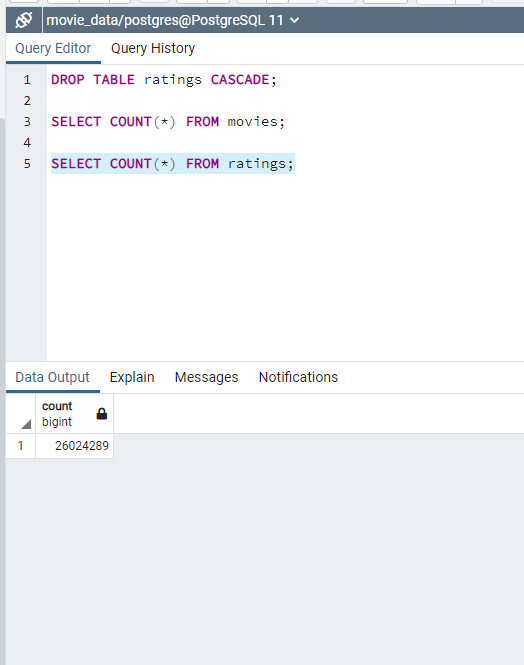 movie_data/postgres@PostgreSQL 11
Query Editor Query History
1 DROP TABLE ratings CASCADE;
2
3 SELECT COUNT(*) FROM movies;
4
5 SELECT COUNT(*) FROM ratings;
Data Output Explain Messages Notifications
count
bigint
1 26024289